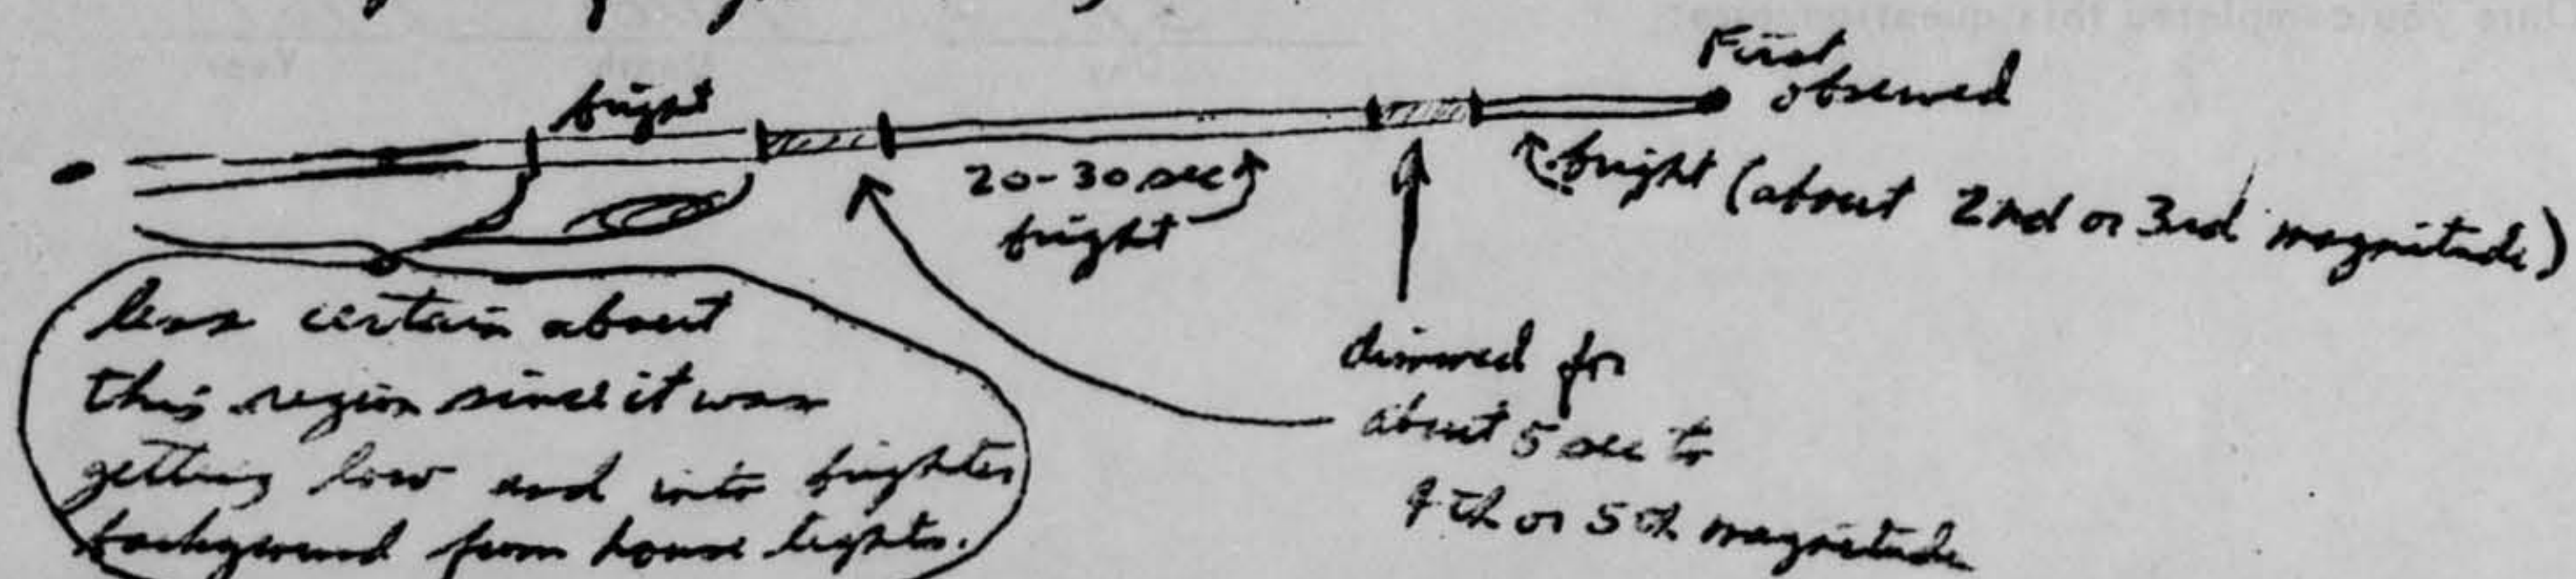 First
observed
bright
20-30 sec
bright
bright (about 2nd or 3rd magnitude)
dimmed for
about 5 sec to
4th or 5th magnitude
less certain about
this region since it was
getting low and into brighter
background from house lights.